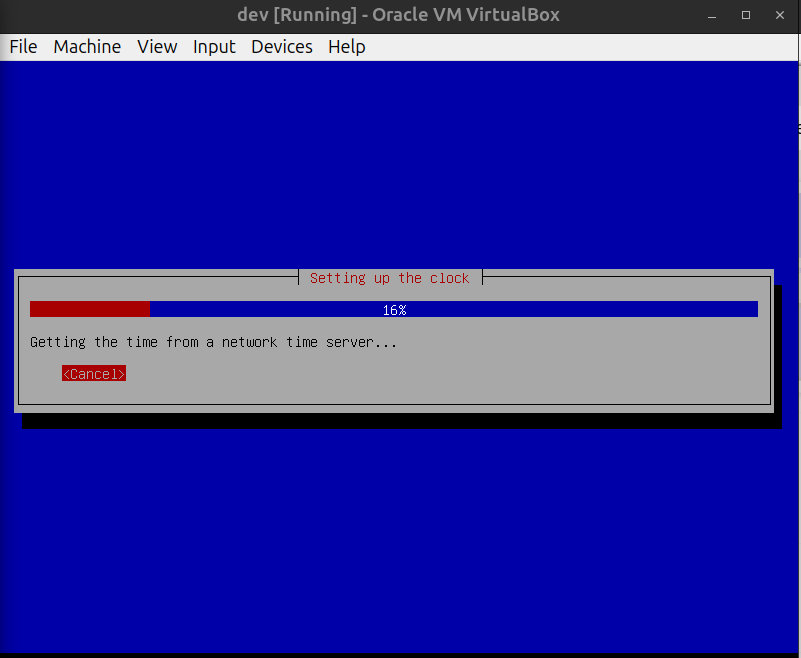 dev [Running] - Oracle VM VirtualBox
File Machine View Input Devices Help
Setting up the clock
16%
Getting the time from a network time server...
<Cancel>